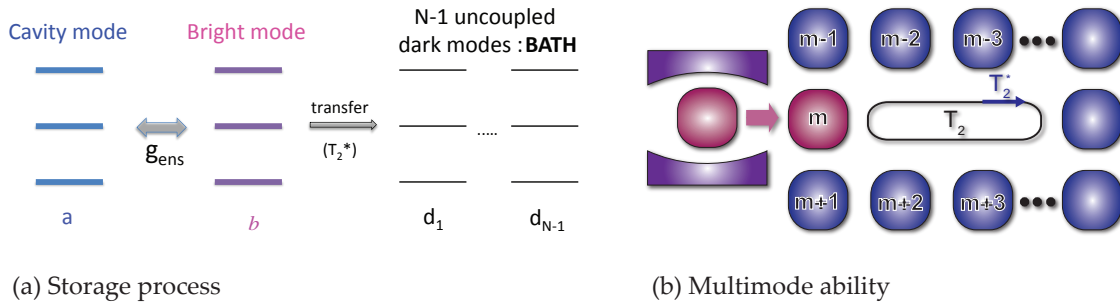 Cavity mode
Bright mode
N-1 uncoupled
dark modes : BATH
g_ens
transfer
(T_2*)
.....
a
b
d_1
d_N-1
(a) Storage process
m-1
m-2
m-3
•••
m
T_2*
T_2
m+1
m+2
m+3
•••
(b) Multimode ability